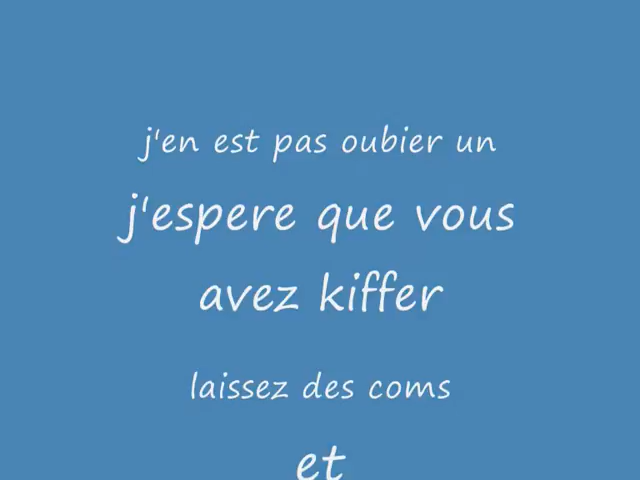 j'en est pas oubier un
j'espere que vous
avez kiffer
laissez des coms
et